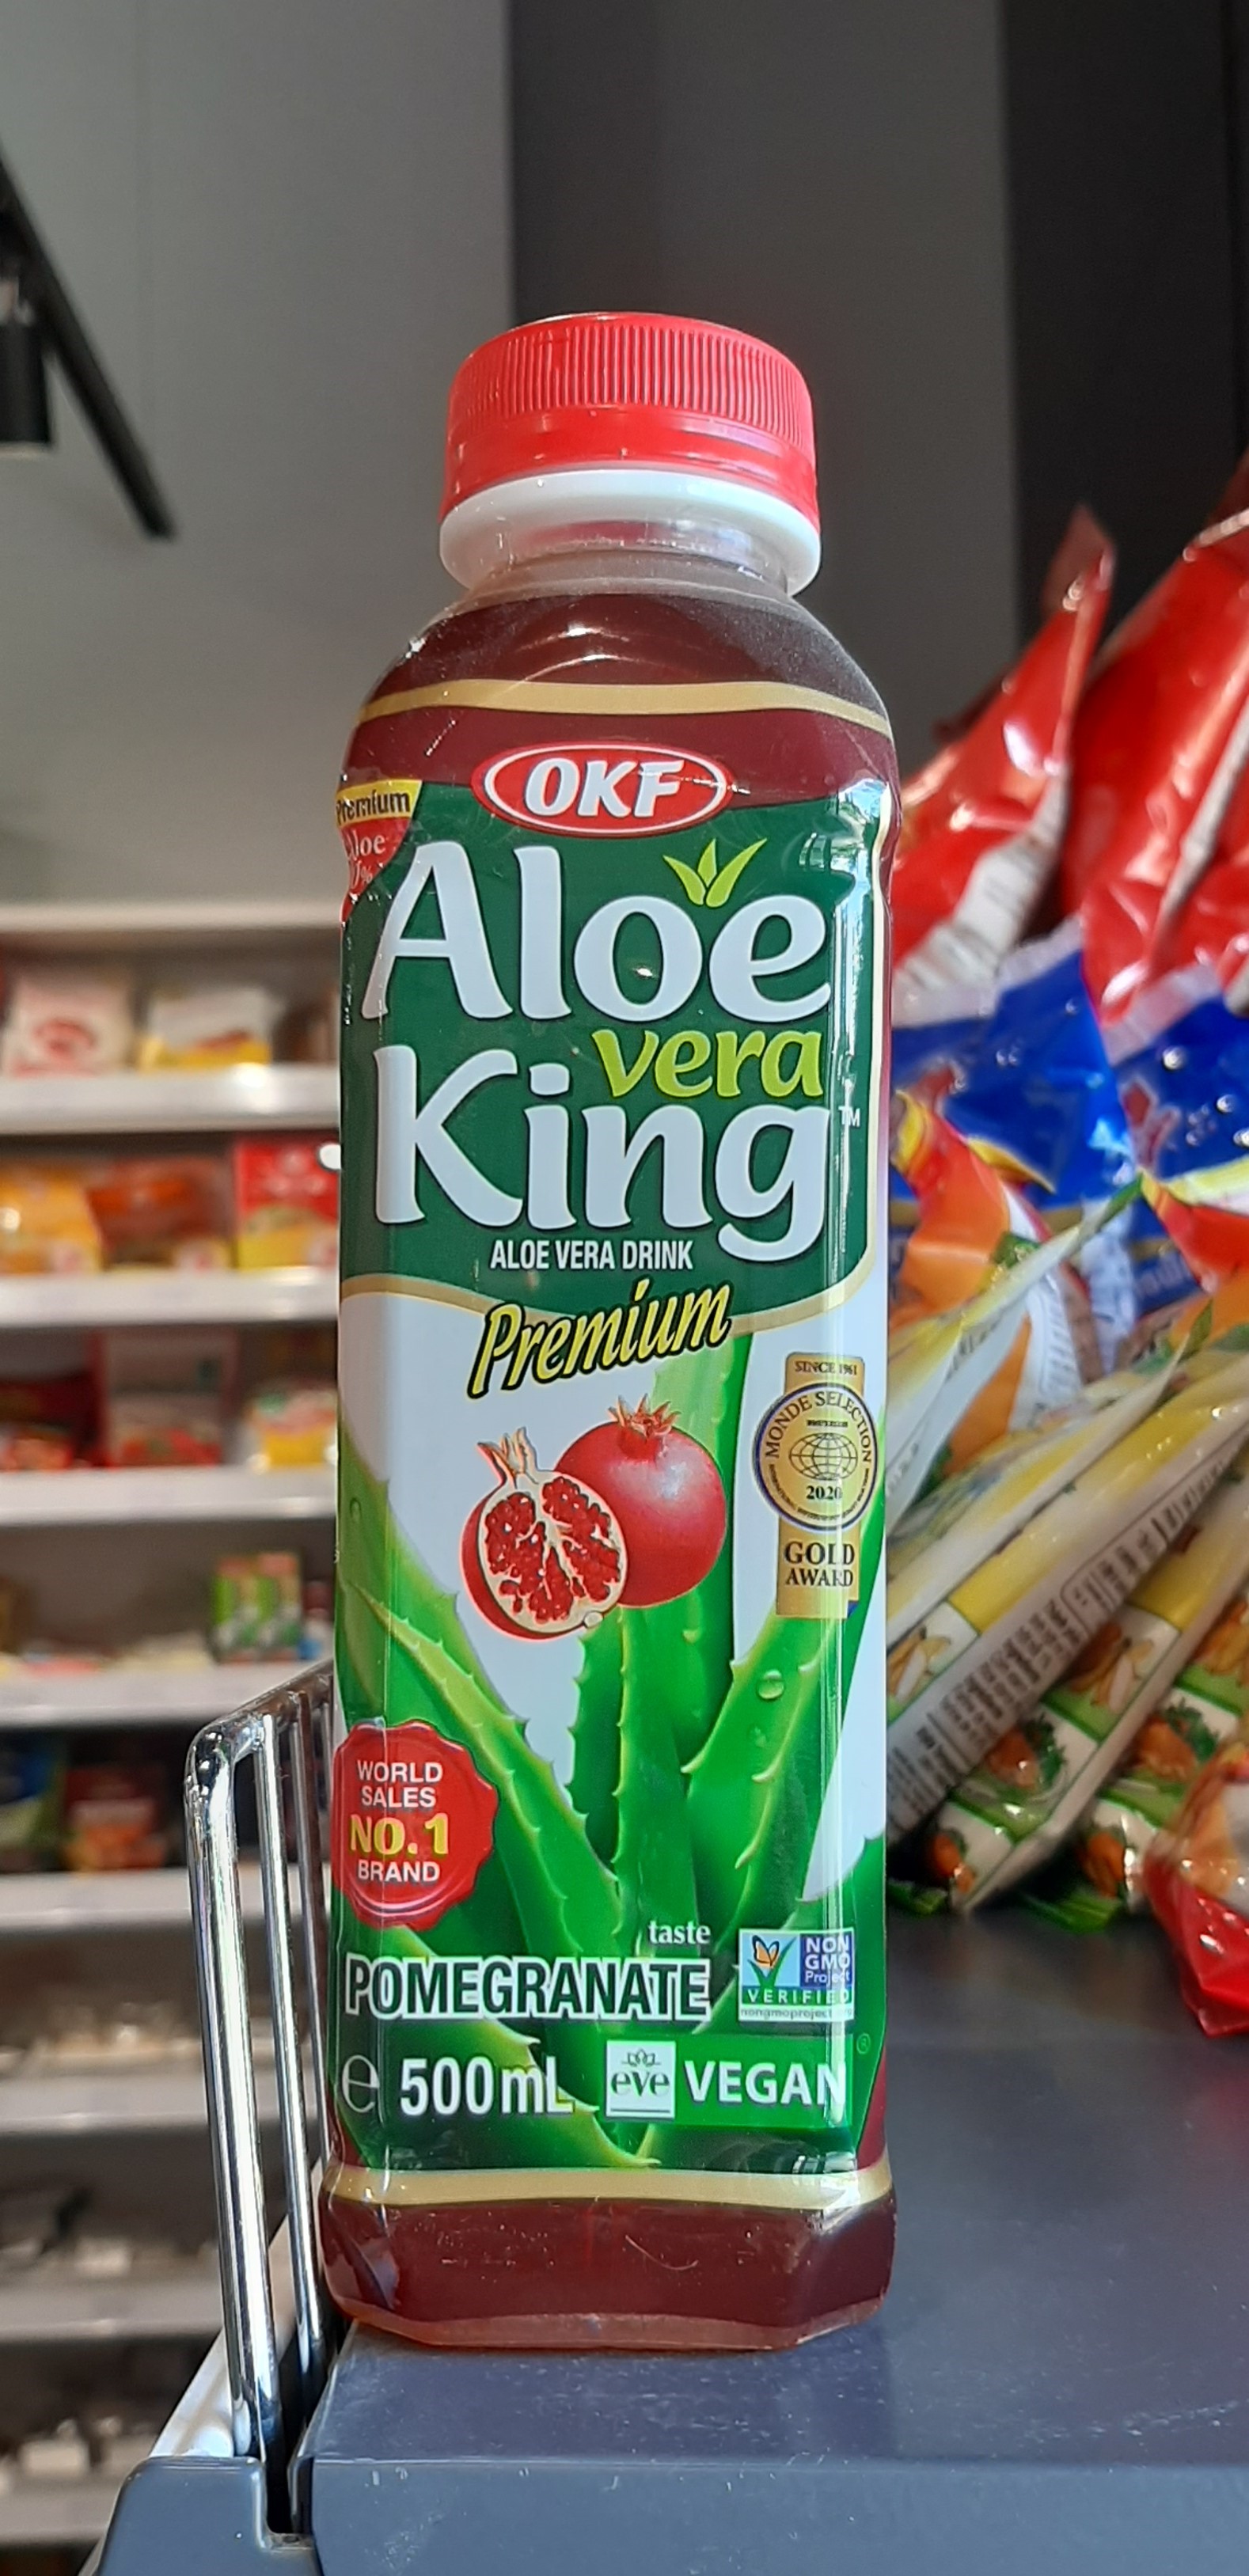 OKF
Premium
Aloe
vera
King™
ALOE VERA DRINK
Premium
SINCE 1961
MONDE SELECTION
2020
GOLD
AWARD
WORLD
SALES
NO.1
BRAND
taste
POMEGRANATE
NON
GMO
Project
VERIFIED
℮ 500mL
eve VEGAN®